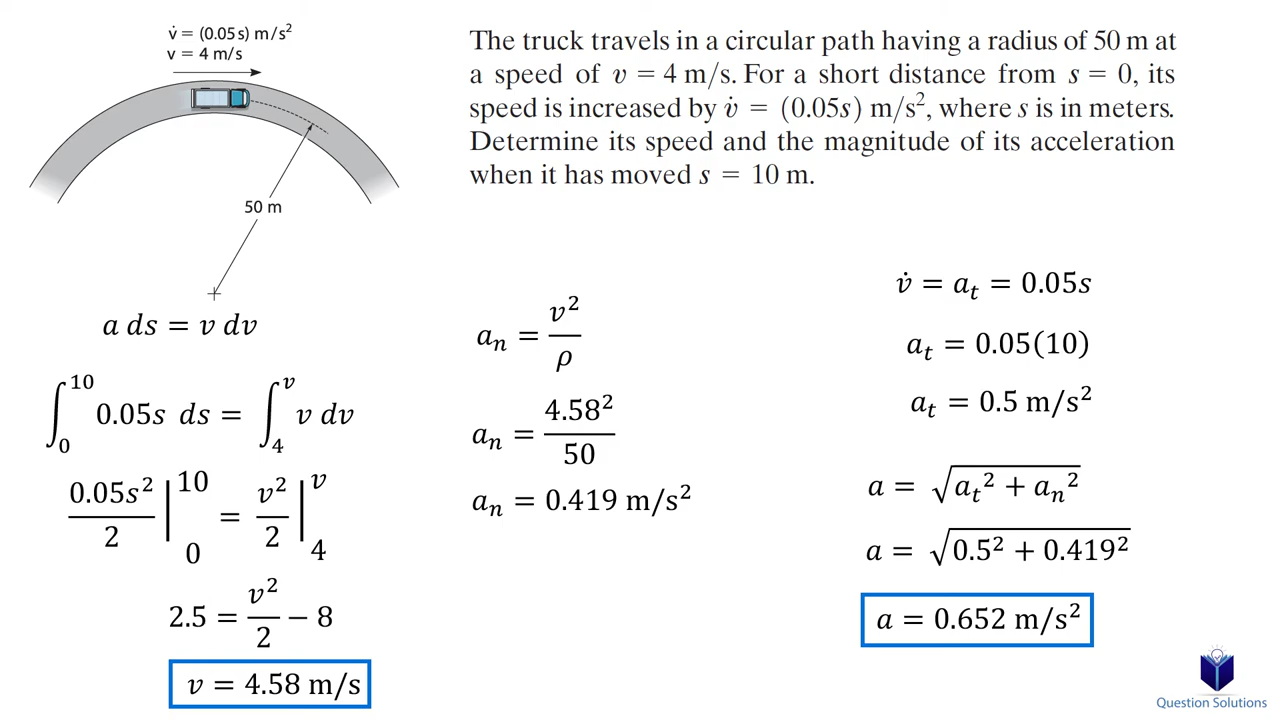 v̇ = (0.05 s) m/s²
v = 4 m/s
50 m
The truck travels in a circular path having a radius of 50 m at
a speed of v = 4 m/s. For a short distance from s = 0, its
speed is increased by v̇ = (0.05s) m/s², where s is in meters.
Determine its speed and the magnitude of its acceleration
when it has moved s = 10 m.
a ds = v dv
∫₀¹⁰ 0.05s ds = ∫₄ᵛ v dv
0.05s²/2 |₀¹⁰ = v²/2 |₄ᵛ
2.5 = v²/2 − 8
v = 4.58 m/s
aₙ = v²/ρ
aₙ = 4.58²/50
aₙ = 0.419 m/s²
v̇ = aₜ = 0.05s
aₜ = 0.05(10)
aₜ = 0.5 m/s²
a = √(aₜ² + aₙ²)
a = √(0.5² + 0.419²)
a = 0.652 m/s²
Question Solutions